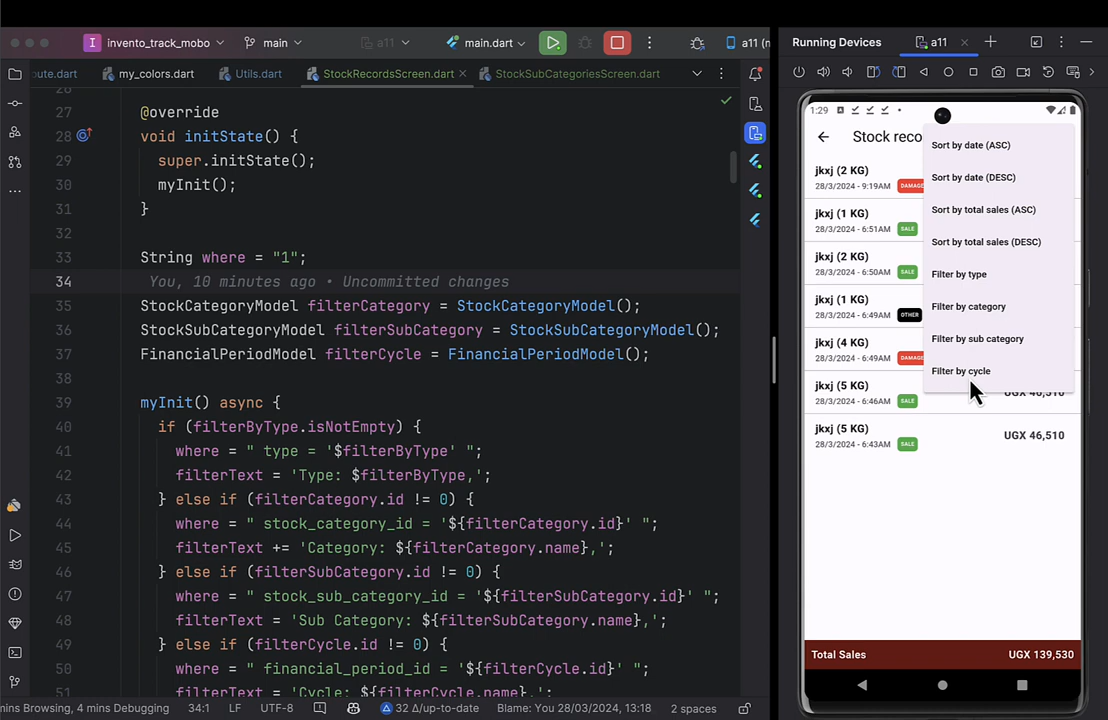 invento_track_mobo
main
a11
main.dart
a11 (n
oute.dart
my_colors.dart
Utils.dart
StockRecordsScreen.dart
StockSubCategoriesScreen.dart
27 @override
28 void initState() {
29 super.initState();
30 myInit();
31 }
32
33 String where = "1";
34 You, 10 minutes ago • Uncommitted changes
35 StockCategoryModel filterCategory = StockCategoryModel();
36 StockSubCategoryModel filterSubCategory = StockSubCategoryModel();
37 FinancialPeriodModel filterCycle = FinancialPeriodModel();
38
39 myInit() async {
40 if (filterByType.isNotEmpty) {
41 where = " type = '$filterByType' ";
42 filterText = 'Type: $filterByType,';
43 } else if (filterCategory.id != 0) {
44 where = " stock_category_id = '${filterCategory.id}' ";
45 filterText += 'Category: ${filterCategory.name},';
46 } else if (filterSubCategory.id != 0) {
47 where = " stock_sub_category_id = '${filterSubCategory.id}' ";
48 filterText = 'Sub Category: ${filterSubCategory.name},';
49 } else if (filterCycle.id != 0) {
50 where = " financial_period_id = '${filterCycle.id}' ";
51 filterText = 'Cycle: ${filterCycle.name},';
mins Browsing, 4 mins Debugging
34:1
LF
UTF-8
32 Δ/up-to-date
Blame: You 28/03/2024, 13:18
2 spaces
Running Devices
a11
1:29
Stock reco
jkxj (2 KG)
28/3/2024 - 9:19AM DAMAGE
jkxj (1 KG)
28/3/2024 - 6:51AM SALE
jkxj (2 KG)
28/3/2024 - 6:50AM SALE
jkxj (1 KG)
28/3/2024 - 6:49AM OTHER
jkxj (4 KG)
28/3/2024 - 6:49AM DAMAG
jkxj (5 KG)
28/3/2024 - 6:46AM SALE
UGX 46,510
jkxj (5 KG)
28/3/2024 - 6:43AM SALE
UGX 46,510
Sort by date (ASC)
Sort by date (DESC)
Sort by total sales (ASC)
Sort by total sales (DESC)
Filter by type
Filter by category
Filter by sub category
Filter by cycle
Total Sales
UGX 139,530